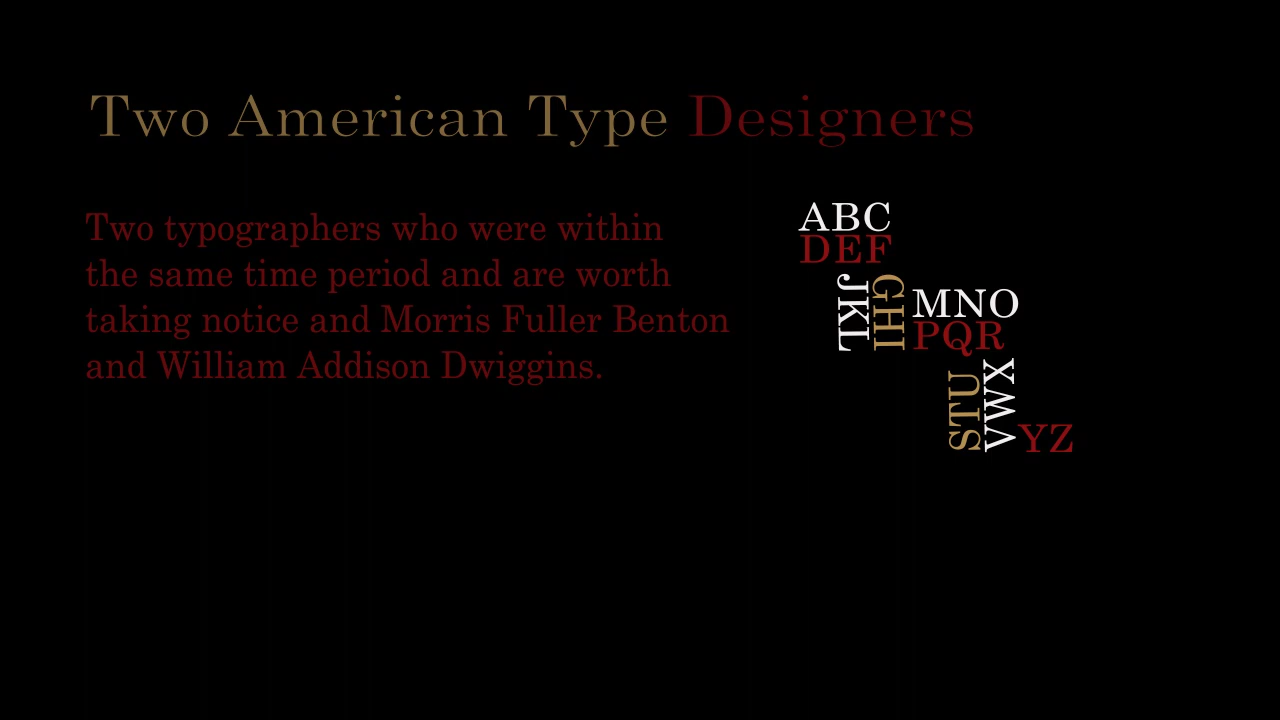 Two American Type Designers
Two typographers who were within
the same time period and are worth
taking notice and Morris Fuller Benton
and William Addison Dwiggins.
ABC
DEF
GHI
JKL
MNO
PQR
STU
VWX
YZ